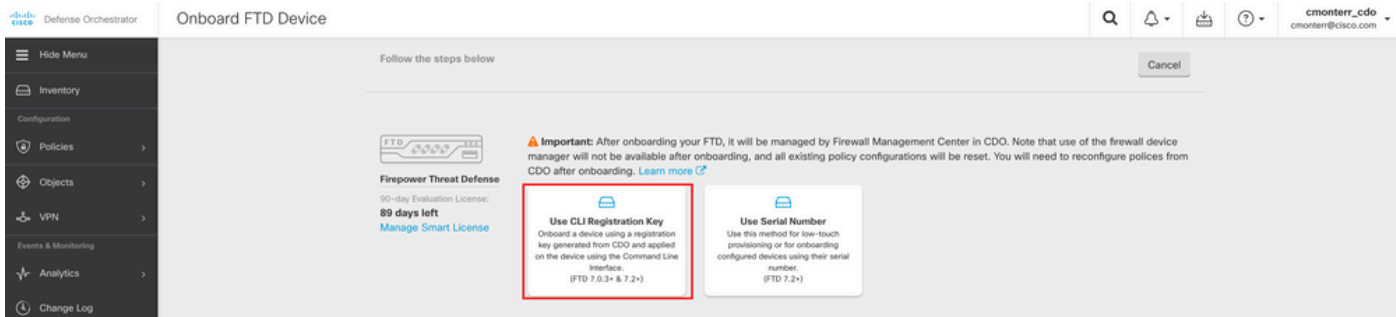 cisco Defense Orchestrator
Onboard FTD Device
cmonterr_cdo
cmonterr@cisco.com
Hide Menu
Inventory
Configuration
Policies
Objects
VPN
Events & Monitoring
Analytics
Change Log
Follow the steps below
Cancel
FTD
Firepower Threat Defense
90-day Evaluation License:
89 days left
Manage Smart License
Important: After onboarding your FTD, it will be managed by Firewall Management Center in CDO. Note that use of the firewall device
manager will not be available after onboarding, and all existing policy configurations will be reset. You will need to reconfigure polices from
CDO after onboarding. Learn more
Use CLI Registration Key
Onboard a device using a registration
key generated from CDO and applied
on the device using the Command Line
Interface.
(FTD 7.0.3+ & 7.2+)
Use Serial Number
Use this method for low-touch
provisioning or for onboarding
configured devices using their serial
number.
(FTD 7.2+)